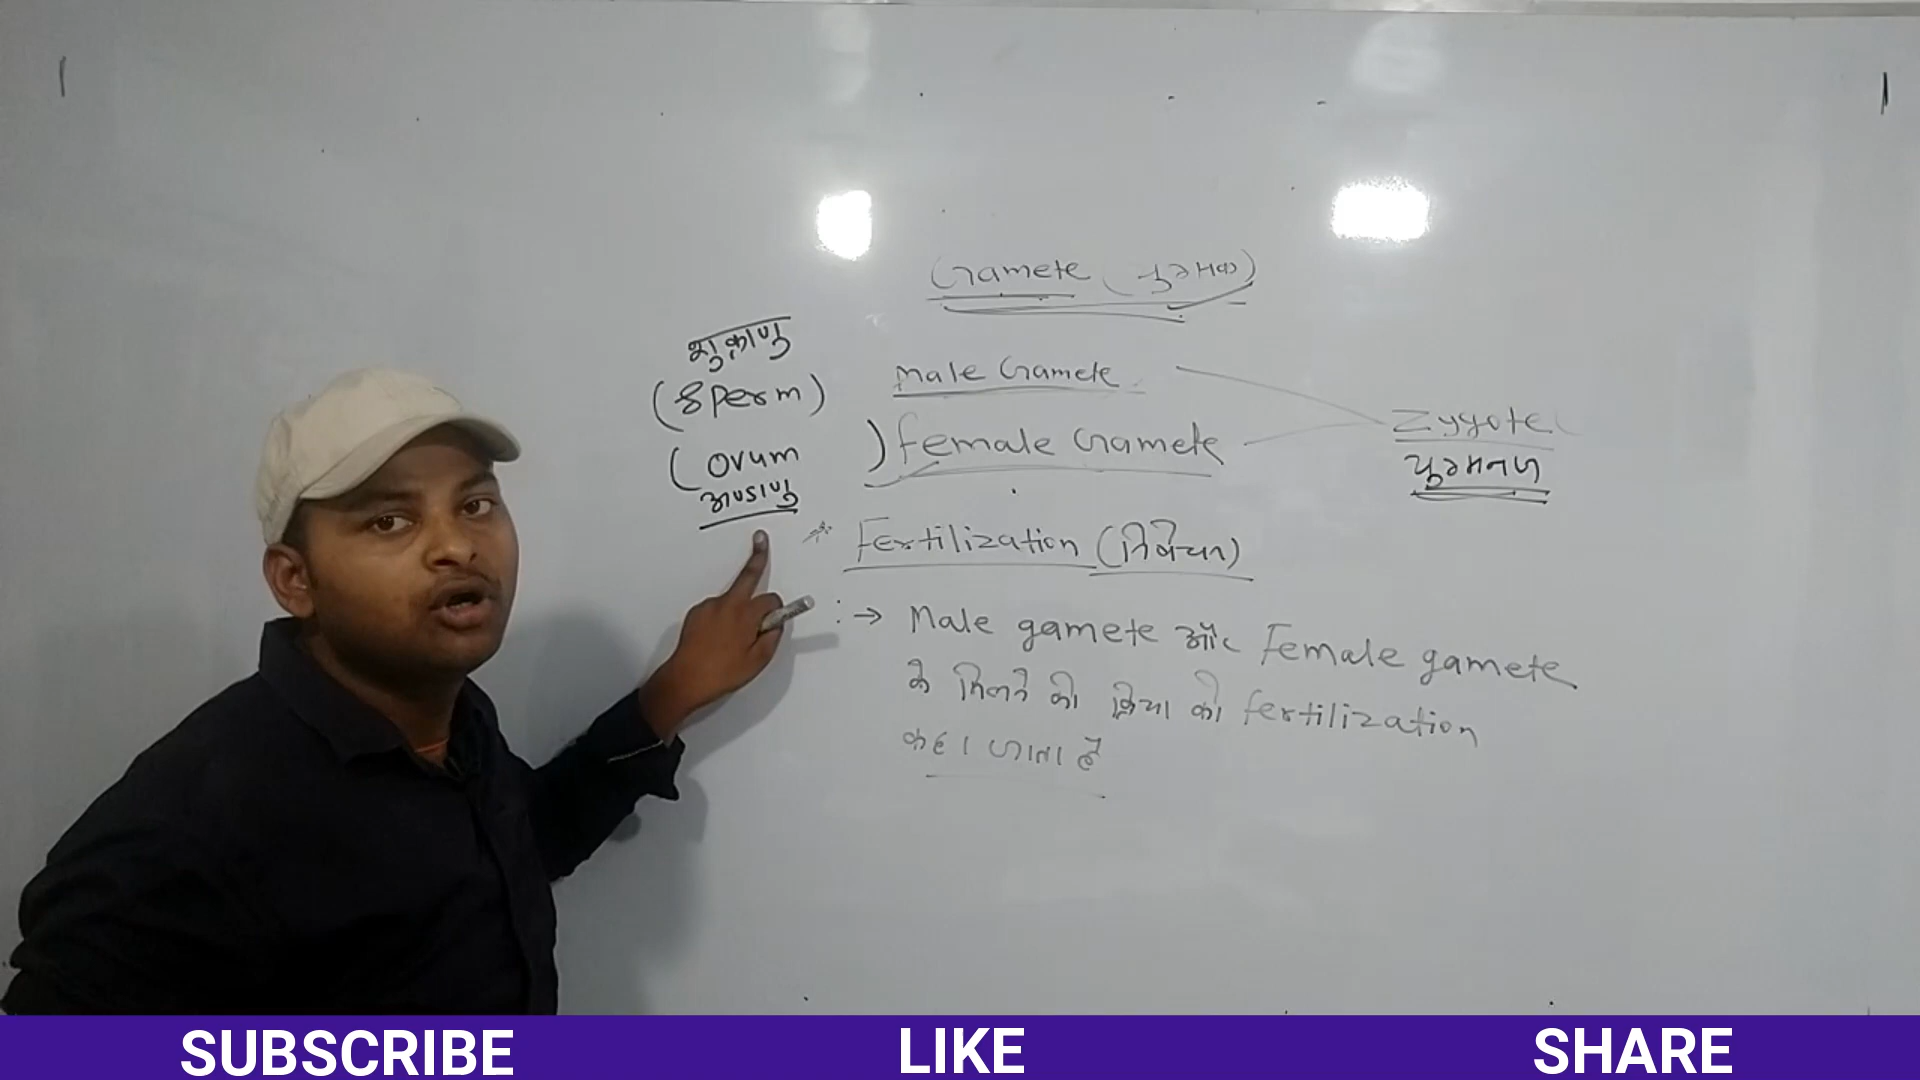 Gamete (युग्मक)
शुक्राणु
(Sperm) Male Gamete
(Ovum ) Female Gamete
अण्डाणु
Zygote
युग्मनज
* Fertilization (निषेचन)
:→ Male gamete और Female gamete
के मिलने की क्रिया को fertilization
कहा जाता है
SUBSCRIBE LIKE SHARE